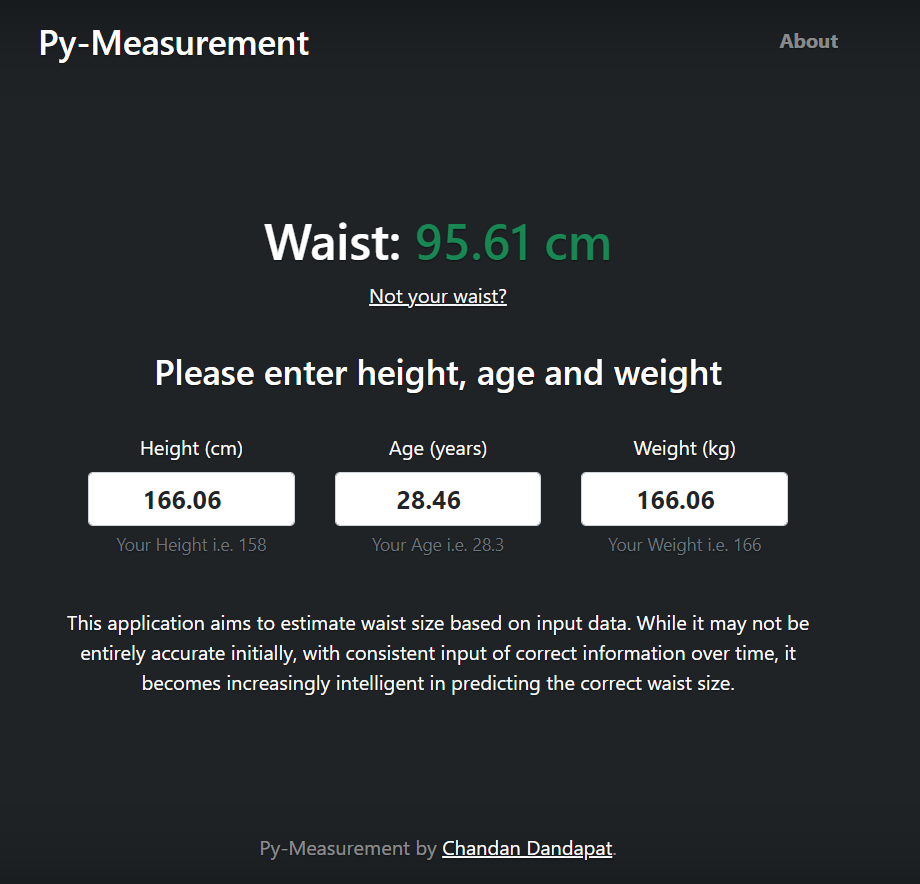 Py-Measurement
About
Waist: 95.61 cm
Not your waist?
Please enter height, age and weight
Height (cm)
Age (years)
Weight (kg)
166.06
28.46
166.06
Your Height i.e. 158
Your Age i.e. 28.3
Your Weight i.e. 166
This application aims to estimate waist size based on input data. While it may not be
entirely accurate initially, with consistent input of correct information over time, it
becomes increasingly intelligent in predicting the correct waist size.
Py-Measurement by Chandan Dandapat.